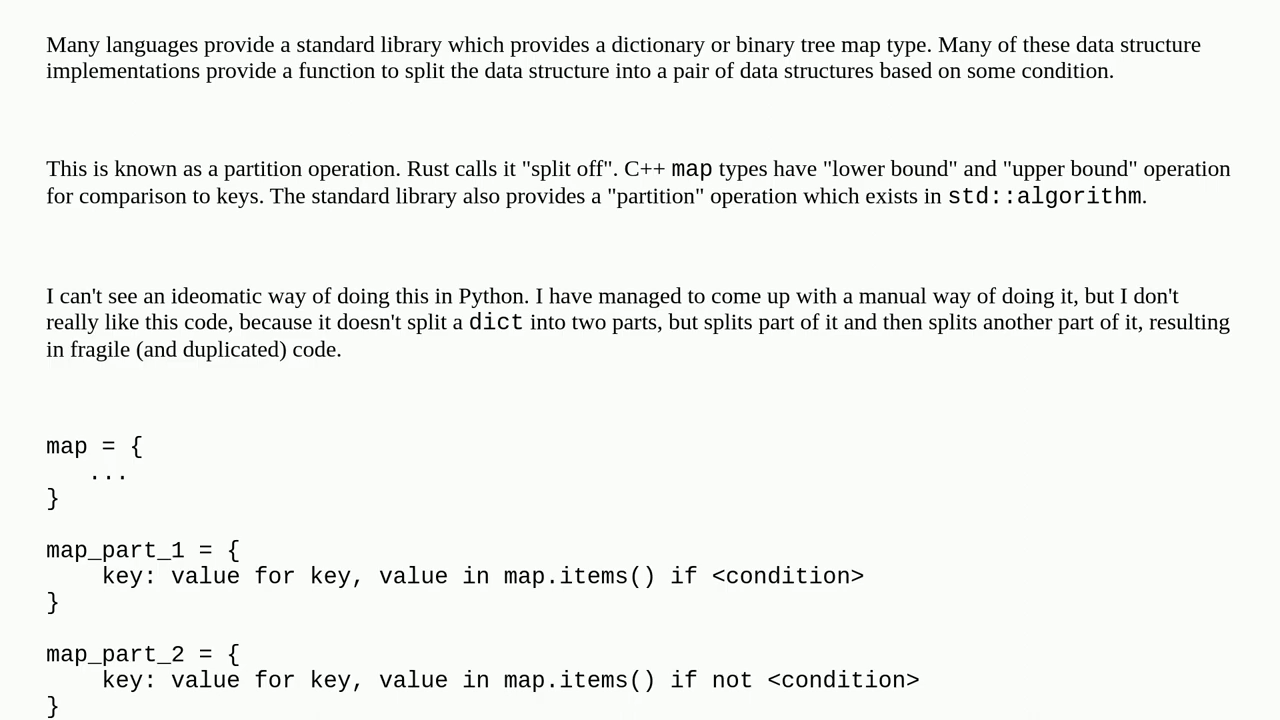 Many languages provide a standard library which provides a dictionary or binary tree map type. Many of these data structure
implementations provide a function to split the data structure into a pair of data structures based on some condition.
This is known as a partition operation. Rust calls it "split off". C++ map types have "lower bound" and "upper bound" operation
for comparison to keys. The standard library also provides a "partition" operation which exists in std::algorithm.
I can't see an ideomatic way of doing this in Python. I have managed to come up with a manual way of doing it, but I don't
really like this code, because it doesn't split a dict into two parts, but splits part of it and then splits another part of it, resulting
in fragile (and duplicated) code.
map = {
   ...
}
map_part_1 = {
    key: value for key, value in map.items() if <condition>
}
map_part_2 = {
    key: value for key, value in map.items() if not <condition>
}